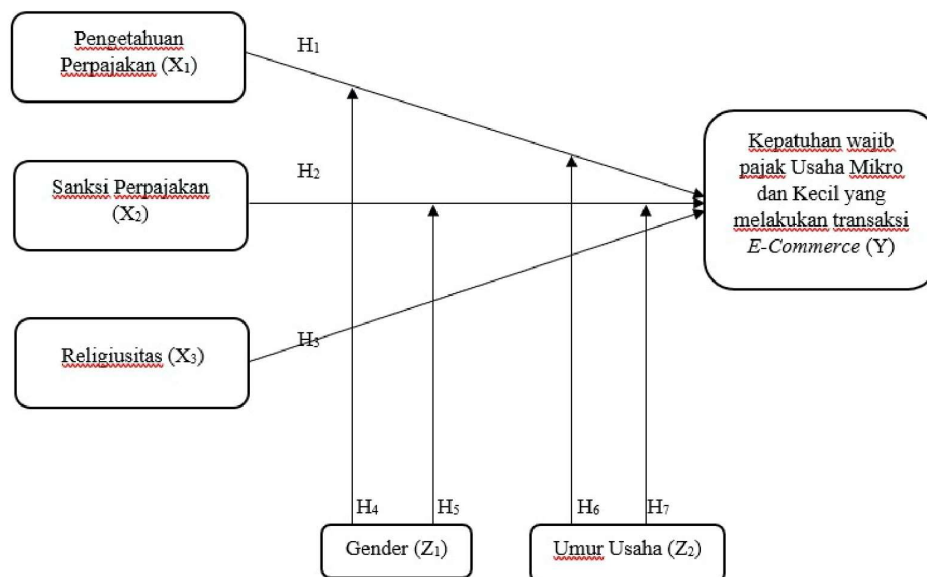 Pengetahuan
Perpajakan (X₁)
H₁
Sanksi Perpajakan
(X₂)
H₂
Kepatuhan wajib
pajak Usaha Mikro
dan Kecil yang
melakukan transaksi
E-Commerce (Y)
Religiusitas (X₃)
H₃
H₄
H₅
H₆
H₇
Gender (Z₁)
Umur Usaha (Z₂)